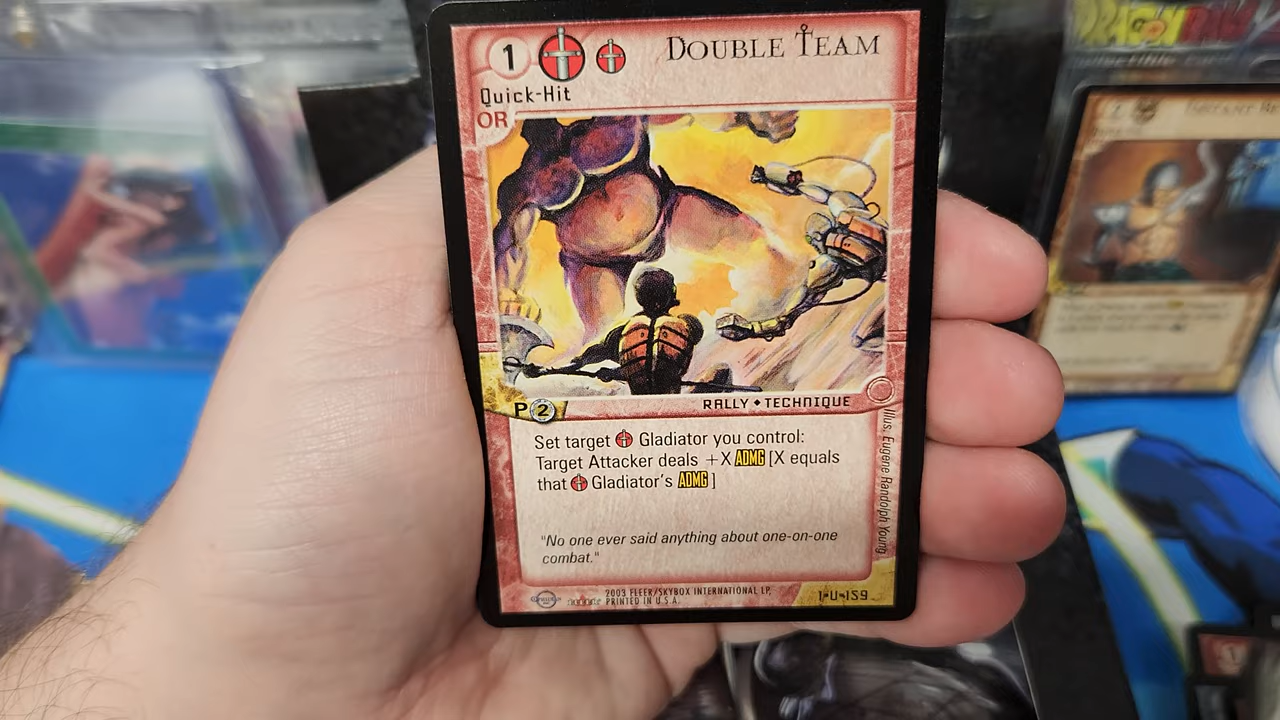 1 DOUBLE TEAM
Quick-Hit
OR
P 2
RALLY ◆ TECHNIQUE
Set target Gladiator you control:
Target Attacker deals +X ADMG [X equals
that Gladiator's ADMG]
"No one ever said anything about one-on-one
combat."
Illus. Eugene Randolph Young
2003 FLEER/SKYBOX INTERNATIONAL LP,
PRINTED IN U.S.A.
1-U-159
DRAGON BALL Z